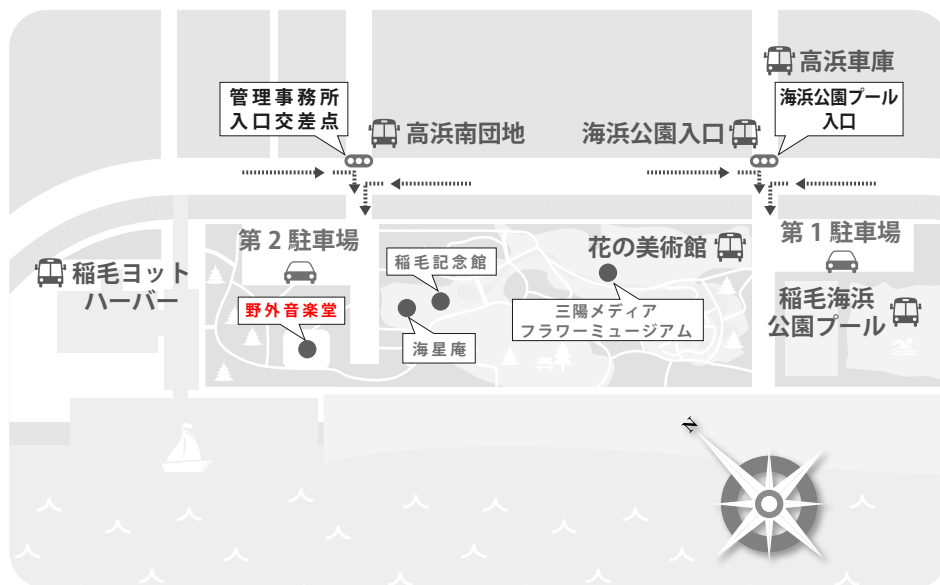 高浜車庫
管理事務所
入口交差点
海浜公園プール
入口
高浜南団地
海浜公園入口
第2駐車場
花の美術館
第1駐車場
稲毛記念館
稲毛ヨット
ハーバー
野外音楽堂
三陽メディア
フラワーミュージアム
稲毛海浜
公園プール
海星庵
N